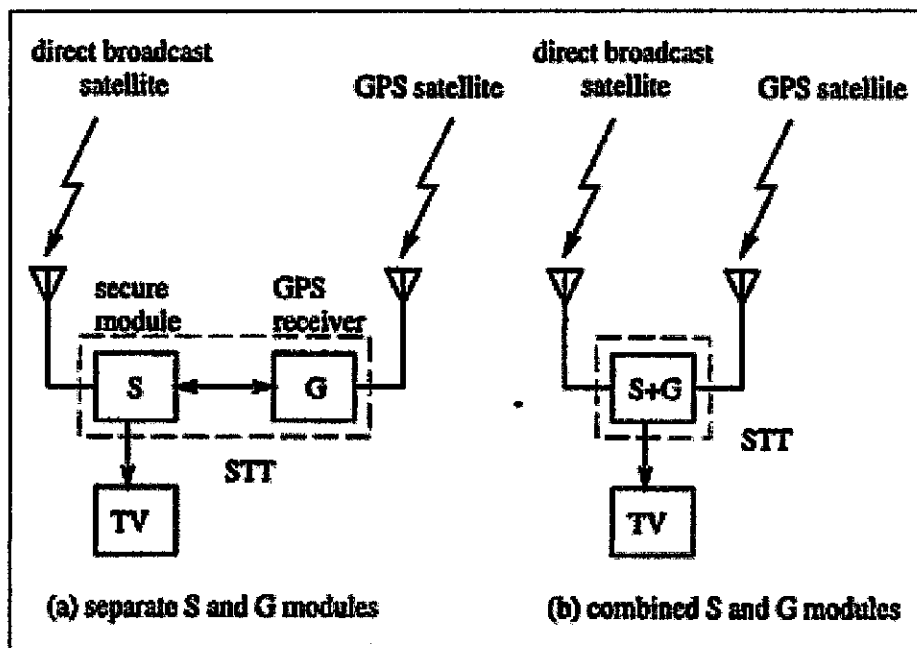 direct broadcast
satellite
GPS satellite
secure
module
GPS
receiver
S
G
STT
TV
(a) separate S and G modules
direct broadcast
satellite
GPS satellite
S+G
STT
TV
(b) combined S and G modules